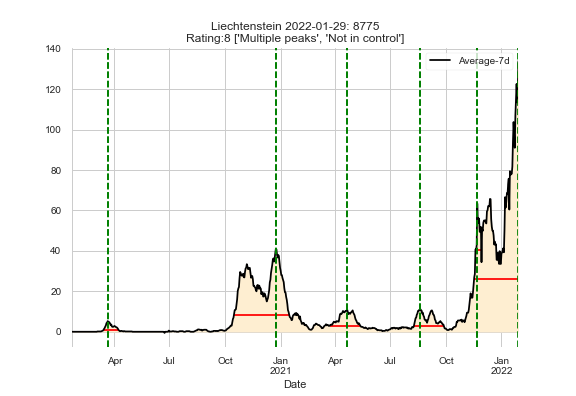 Liechtenstein 2022-01-29: 8775
Rating:8 ['Multiple peaks', 'Not in control']
Average-7d
140
120
100
80
60
40
20
0
Apr Jul Oct Jan Apr Jul Oct Jan
2021 2022
Date